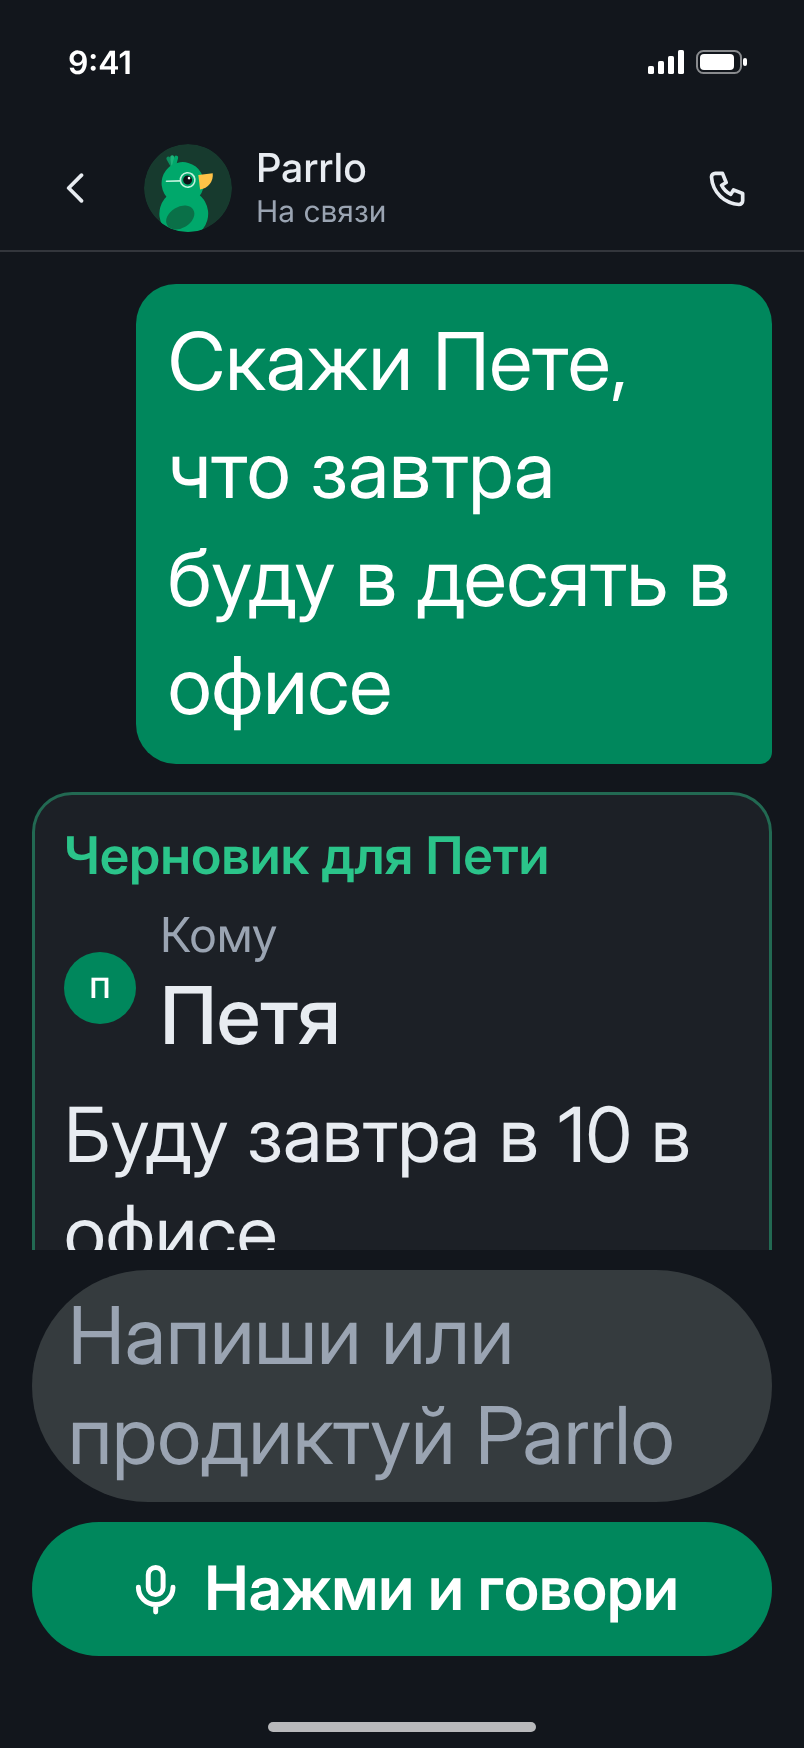 9:41
Parrlo
На связи
Скажи Пете,
что завтра
буду в десять в
офисе
Черновик для Пети
Кому
П
Петя
Буду завтра в 10 в
офисе
Напиши или
продиктуй Parrlo
Нажми и говори